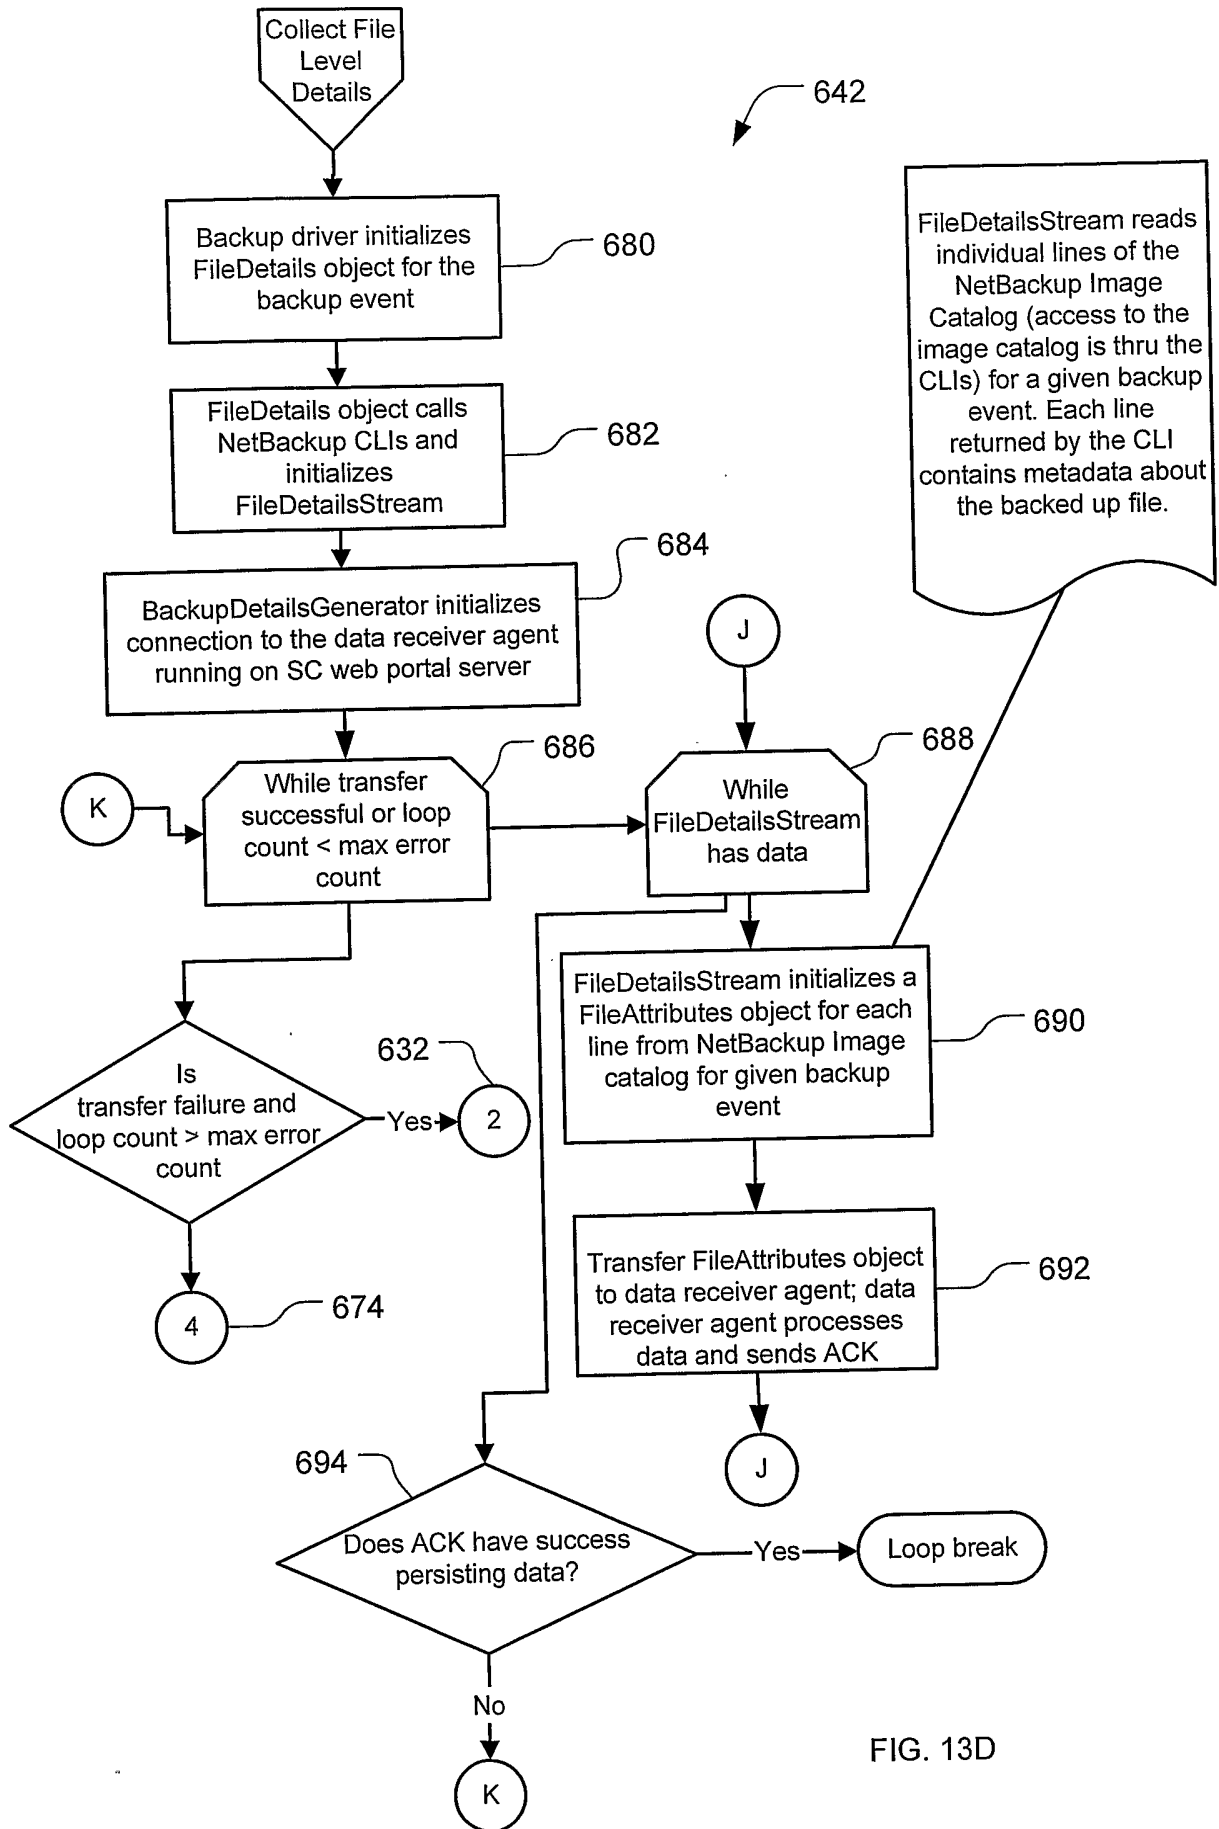 Collect File
Level
Details
642
Backup driver initializes
FileDetails object for the
backup event
680
FileDetails object calls
NetBackup CLIs and
initializes
FileDetailsStream
682
FileDetailsStream reads
individual lines of the
NetBackup Image
Catalog (access to the
image catalog is thru the
CLIs) for a given backup
event. Each line
returned by the CLI
contains metadata about
the backed up file.
BackupDetailsGenerator initializes
connection to the data receiver agent
running on SC web portal server
684
J
K
While transfer
successful or loop
count < max error
count
686
While
FileDetailsStream
has data
688
FileDetailsStream initializes a
FileAttributes object for each
line from NetBackup Image
catalog for given backup
event
690
Is
transfer failure and
loop count > max error
count
Yes
632
2
4
674
Transfer FileAttributes object
to data receiver agent; data
receiver agent processes
data and sends ACK
692
J
694
Does ACK have success
persisting data?
Yes
Loop break
No
K
FIG. 13D